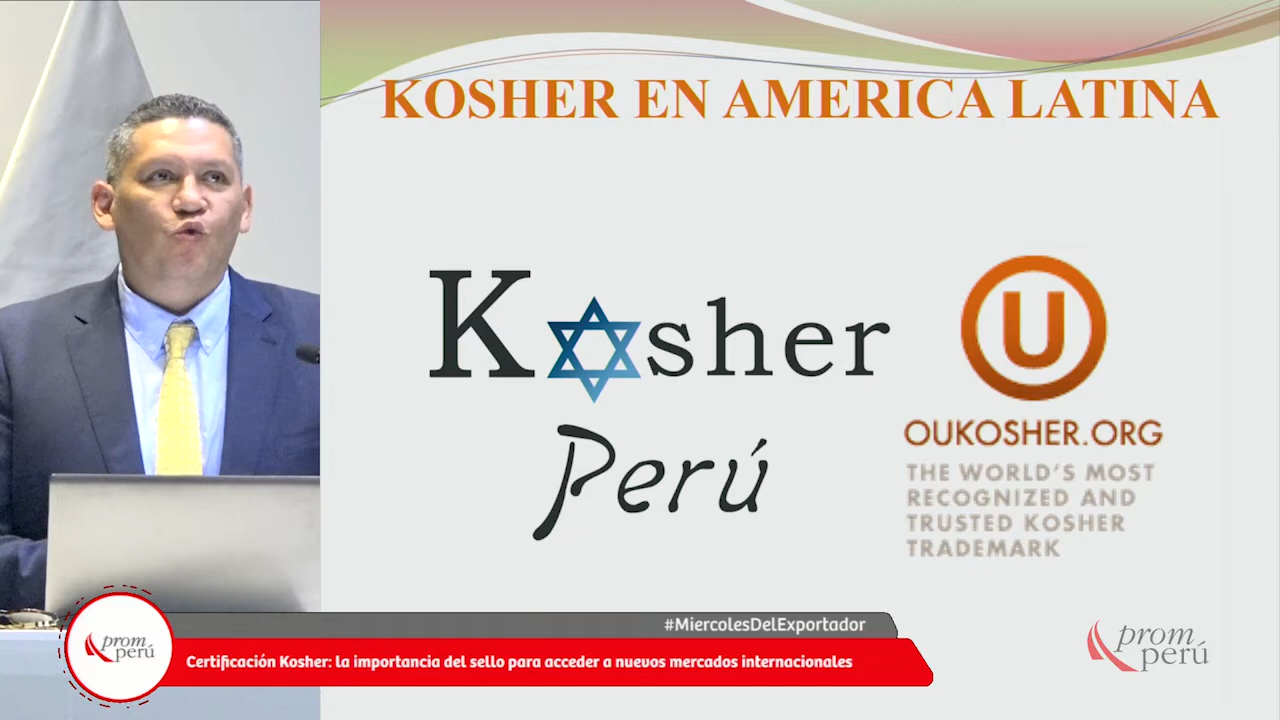 KOSHER EN AMERICA LATINA
Kosher
Perú
U
OUKOSHER.ORG
THE WORLD'S MOST
RECOGNIZED AND
TRUSTED KOSHER
TRADEMARK
#MiercolesDelExportador
Certificación Kosher: la importancia del sello para acceder a nuevos mercados internacionales
prom
perú
prom
perú